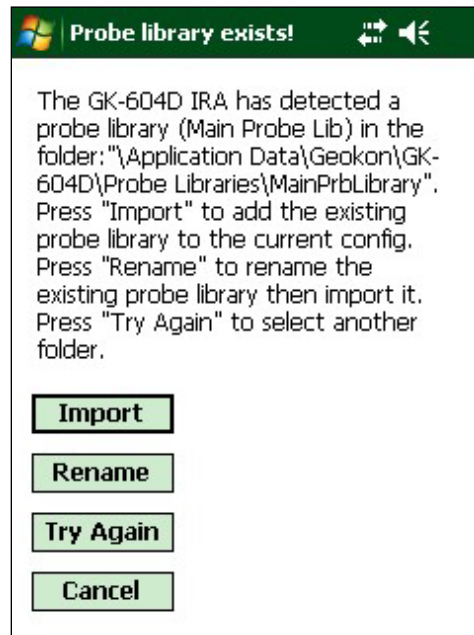 Probe library exists!
The GK-604D IRA has detected a
probe library (Main Probe Lib) in the
folder:"\Application Data\Geokon\GK-
604D\Probe Libraries\MainPrbLibrary".
Press "Import" to add the existing
probe library to the current config.
Press "Rename" to rename the
existing probe library then import it.
Press "Try Again" to select another
folder.
Import
Rename
Try Again
Cancel